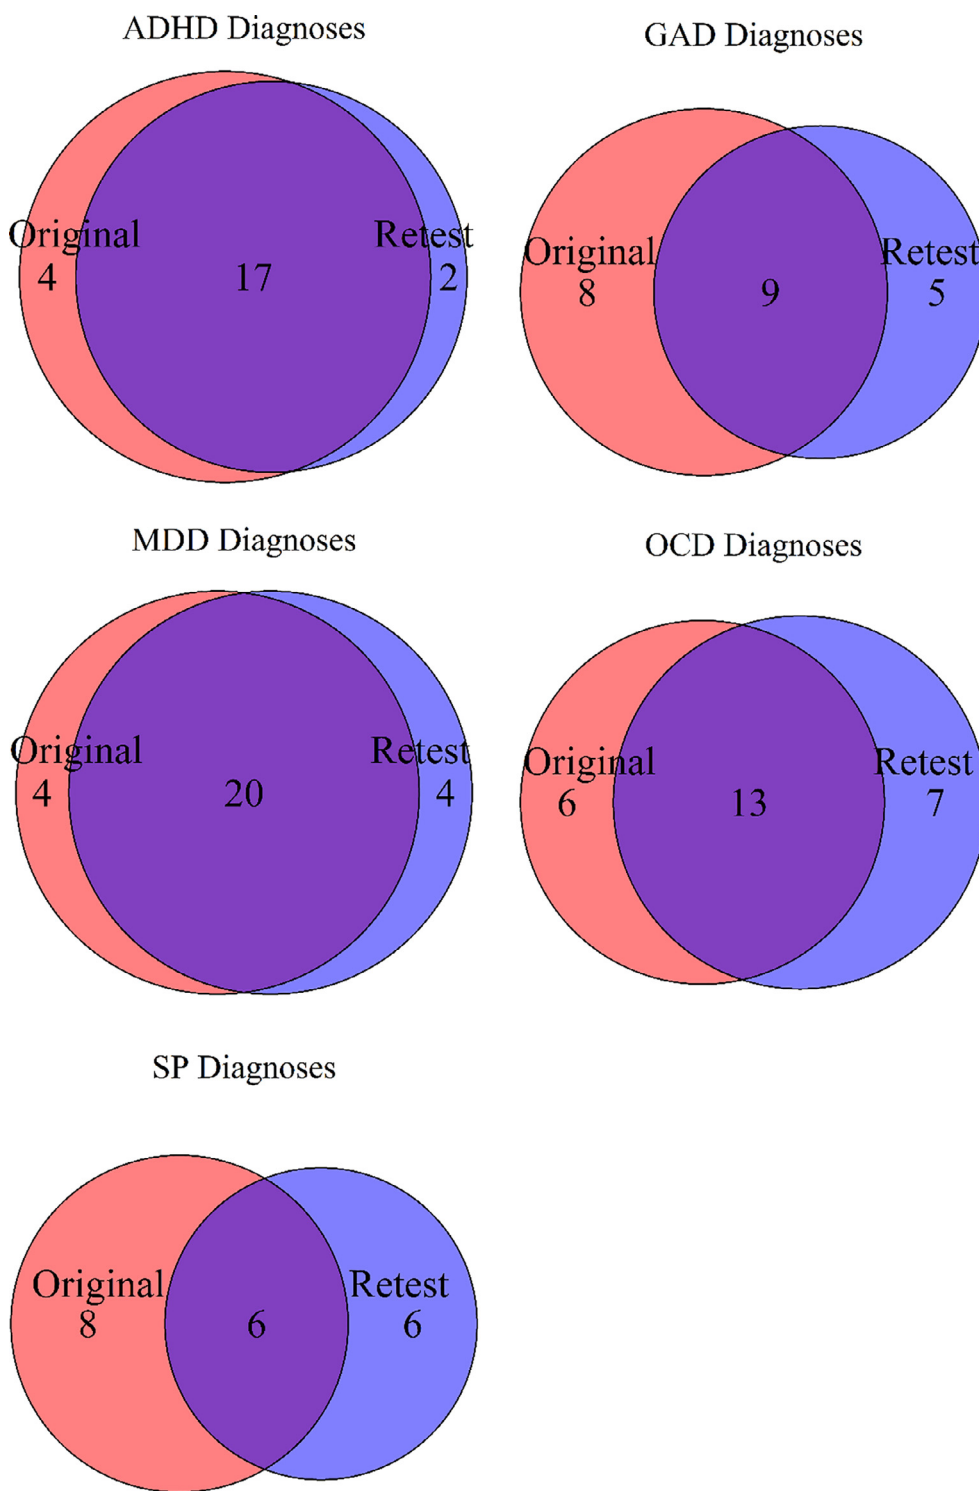 ADHD Diagnoses
Original
Retest
4
17
2
GAD Diagnoses
Original
Retest
8
9
5
MDD Diagnoses
Original
Retest
4
20
4
OCD Diagnoses
Original
Retest
6
13
7
SP Diagnoses
Original
Retest
8
6
6